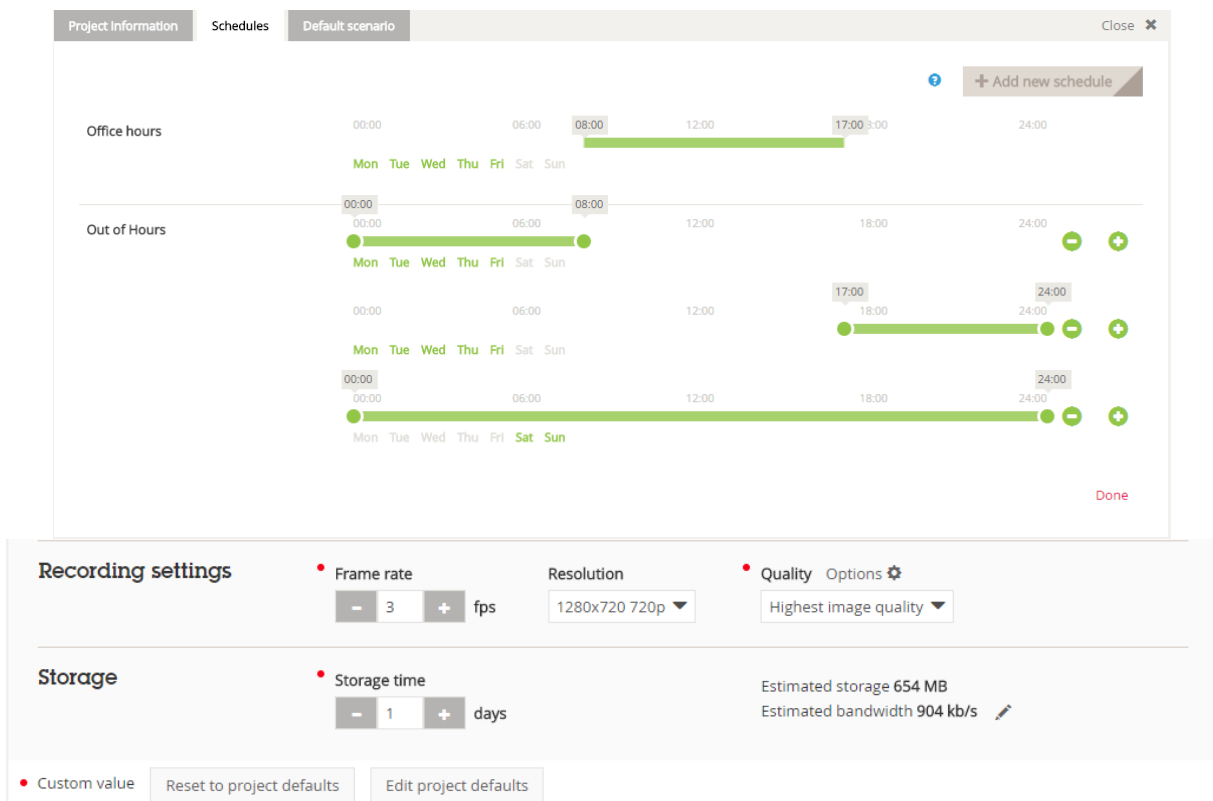 Project Information Schedules Default scenario Close ✖
+ Add new schedule
Office hours
00:00 06:00 08:00 12:00 17:00 :00 24:00
Mon Tue Wed Thu Fri Sat Sun
00:00 08:00
Out of Hours
00:00 06:00 12:00 18:00 24:00
Mon Tue Wed Thu Fri Sat Sun
17:00 24:00
00:00 06:00 12:00 18:00 24:00
Mon Tue Wed Thu Fri Sat Sun
00:00 24:00
00:00 06:00 12:00 18:00 24:00
Mon Tue Wed Thu Fri Sat Sun
Done
Recording settings
Frame rate Resolution Quality Options
- 3 + fps 1280x720 720p Highest image quality
Storage
Storage time
- 1 + days
Estimated storage 654 MB
Estimated bandwidth 904 kb/s
Custom value Reset to project defaults Edit project defaults